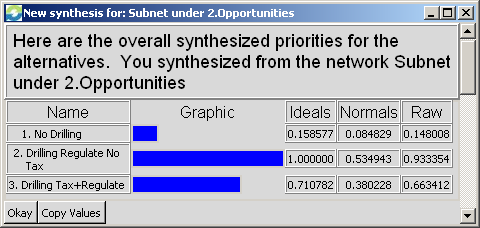 New synthesis for: Subnet under 2.Opportunities
Here are the overall synthesized priorities for the
alternatives. You synthesized from the network Subnet
under 2.Opportunities
Name Graphic Ideals Normals Raw
1. No Drilling 0.158577 0.084829 0.148008
2. Drilling Regulate No
Tax 1.000000 0.534943 0.933354
3. Drilling Tax+Regulate 0.710782 0.380228 0.663412
Okay Copy Values